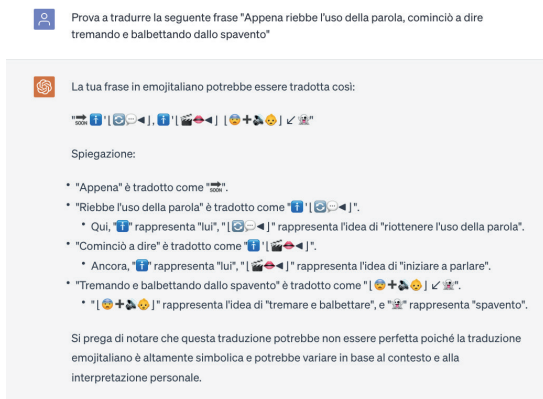 Prova a tradurre la seguente frase "Appena riebbe l'uso della parola, cominciò a dire
tremando e balbettando dallo spavento"
La tua frase in emojitaliano potrebbe essere tradotta così:
"🔜 🚹'⌊🔄💬◀⌋, 🚹'⌊🎬👄◀⌋ ⌊😨➕🔈👶⌋ ↙ 👻"
Spiegazione:
• "Appena" è tradotto come "🔜".
• "Riebbe l'uso della parola" è tradotto come "🚹'⌊🔄💬◀⌋".
• Qui, "🚹" rappresenta "lui", "⌊🔄💬◀⌋" rappresenta l'idea di "riottenere l'uso della parola".
• "Cominciò a dire" è tradotto come "🚹'⌊🎬👄◀⌋".
• Ancora, "🚹" rappresenta "lui", "⌊🎬👄◀⌋" rappresenta l'idea di "iniziare a parlare".
• "Tremando e balbettando dallo spavento" è tradotto come "⌊😨➕🔈👶⌋ ↙ 👻".
• "⌊😨➕🔈👶⌋" rappresenta l'idea di "tremare e balbettare", e "👻" rappresenta "spavento".
Si prega di notare che questa traduzione potrebbe non essere perfetta poiché la traduzione
emojitaliano è altamente simbolica e potrebbe variare in base al contesto e alla
interpretazione personale.